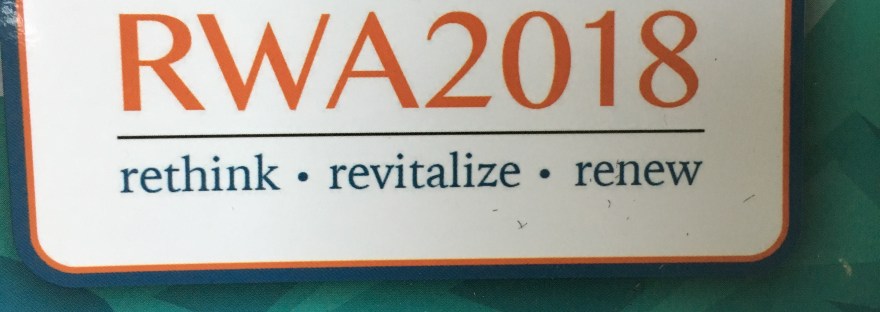 RWA2018
rethink • revitalize • renew